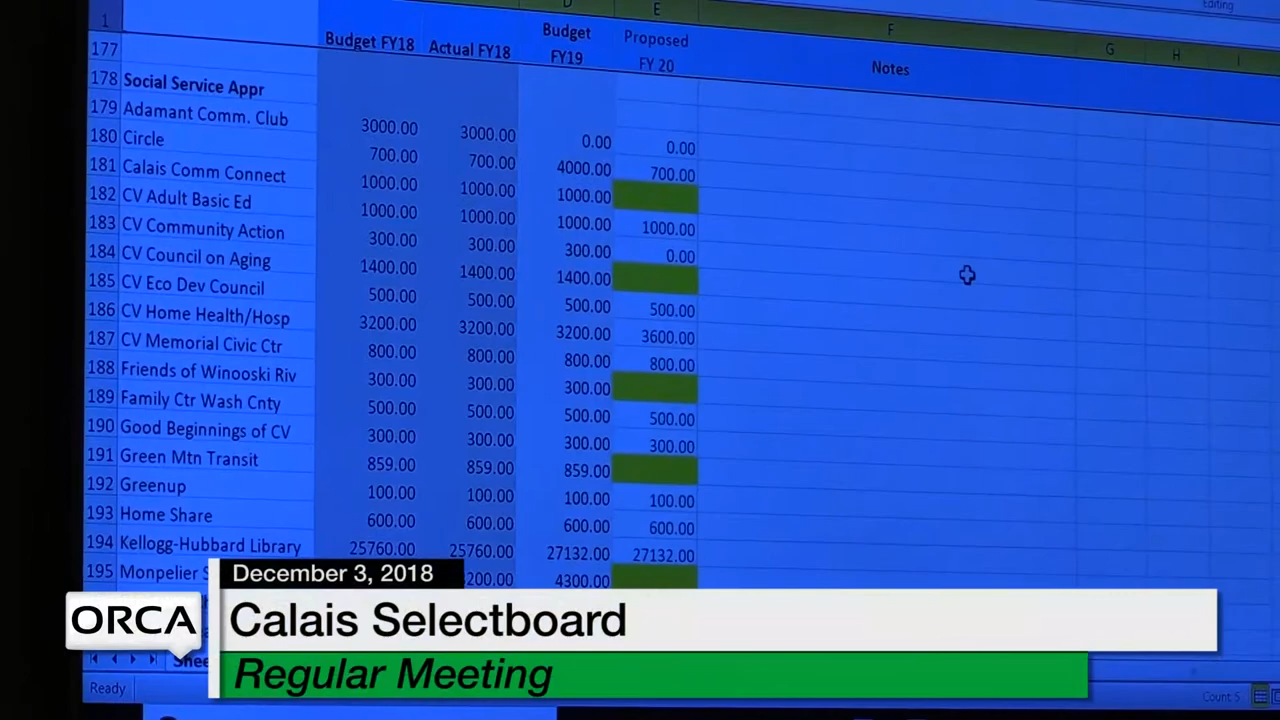 Editing
D E F G H I
1 Budget FY18 Actual FY18 Budget FY19 Proposed FY 20 Notes
177
178 Social Service Appr
179 Adamant Comm. Club 3000.00 3000.00 0.00 0.00
180 Circle 700.00 700.00 4000.00 700.00
181 Calais Comm Connect 1000.00 1000.00 1000.00
182 CV Adult Basic Ed 1000.00 1000.00 1000.00 1000.00
183 CV Community Action 300.00 300.00 300.00 0.00
184 CV Council on Aging 1400.00 1400.00 1400.00
185 CV Eco Dev Council 500.00 500.00 500.00 500.00
186 CV Home Health/Hosp 3200.00 3200.00 3200.00 3600.00
187 CV Memorial Civic Ctr 800.00 800.00 800.00 800.00
188 Friends of Winooski Riv 300.00 300.00 300.00
189 Family Ctr Wash Cnty 500.00 500.00 500.00 500.00
190 Good Beginnings of CV 300.00 300.00 300.00 300.00
191 Green Mtn Transit 859.00 859.00 859.00
192 Greenup 100.00 100.00 100.00 100.00
193 Home Share 600.00 600.00 600.00 600.00
194 Kellogg-Hubbard Library 25760.00 25760.00 27132.00 27132.00
195 Monpelier 200.00 4300.00
December 3, 2018
ORCA
Calais Selectboard
Regular Meeting
Shee
Ready
Count 5